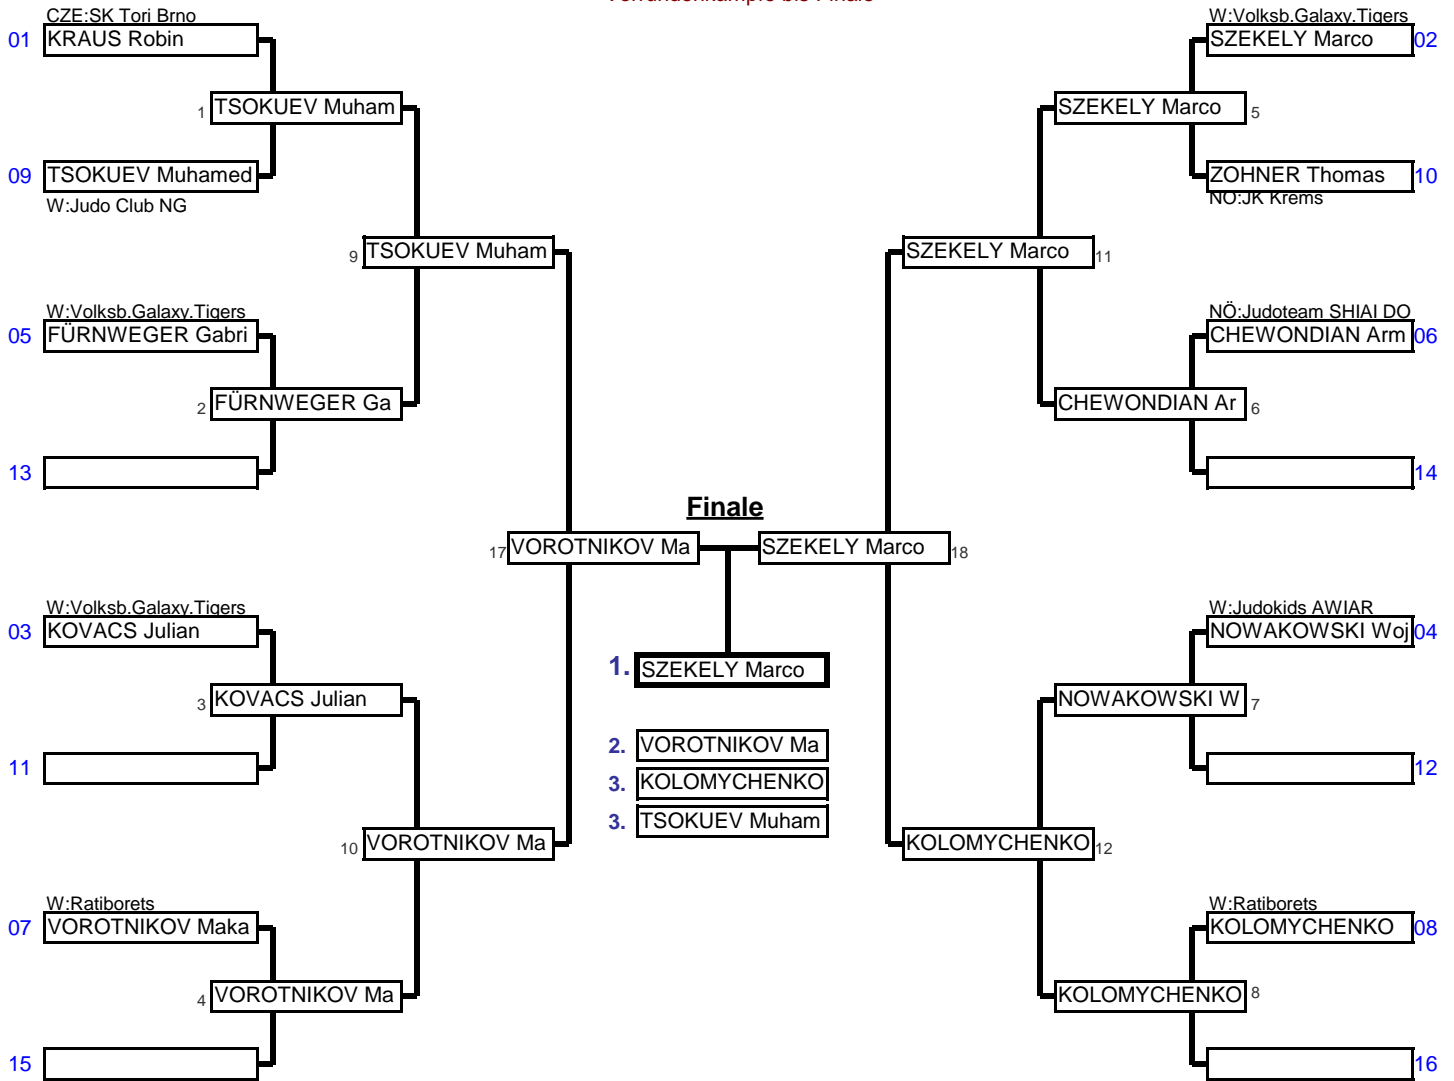 Vorrundenkämpfe bis Finale
CZE:SK Tori Brno
01 KRAUS Robin
1 TSOKUEV Muham
09 TSOKUEV Muhamed
W:Judo Club NG
9 TSOKUEV Muham
W:Volksb.Galaxy.Tigers
05 FÜRNWEGER Gabri
2 FÜRNWEGER Ga
13
17 VOROTNIKOV Ma
W:Volksb.Galaxy.Tigers
03 KOVACS Julian
3 KOVACS Julian
11
10 VOROTNIKOV Ma
W:Ratiborets
07 VOROTNIKOV Maka
4 VOROTNIKOV Ma
15
Finale
1. SZEKELY Marco
2. VOROTNIKOV Ma
3. KOLOMYCHENKO
3. TSOKUEV Muham
W:Volksb.Galaxy.Tigers
SZEKELY Marco 02
SZEKELY Marco 5
ZOHNER Thomas 10
NÖ:JK Krems
SZEKELY Marco 11
NÖ:Judoteam SHIAI DO
CHEWONDIAN Arm 06
CHEWONDIAN Ar 6
14
SZEKELY Marco 18
W:Judokids AWIAR
NOWAKOWSKI Woj 04
NOWAKOWSKI W 7
12
KOLOMYCHENKO 12
W:Ratiborets
KOLOMYCHENKO 08
KOLOMYCHENKO 8
16